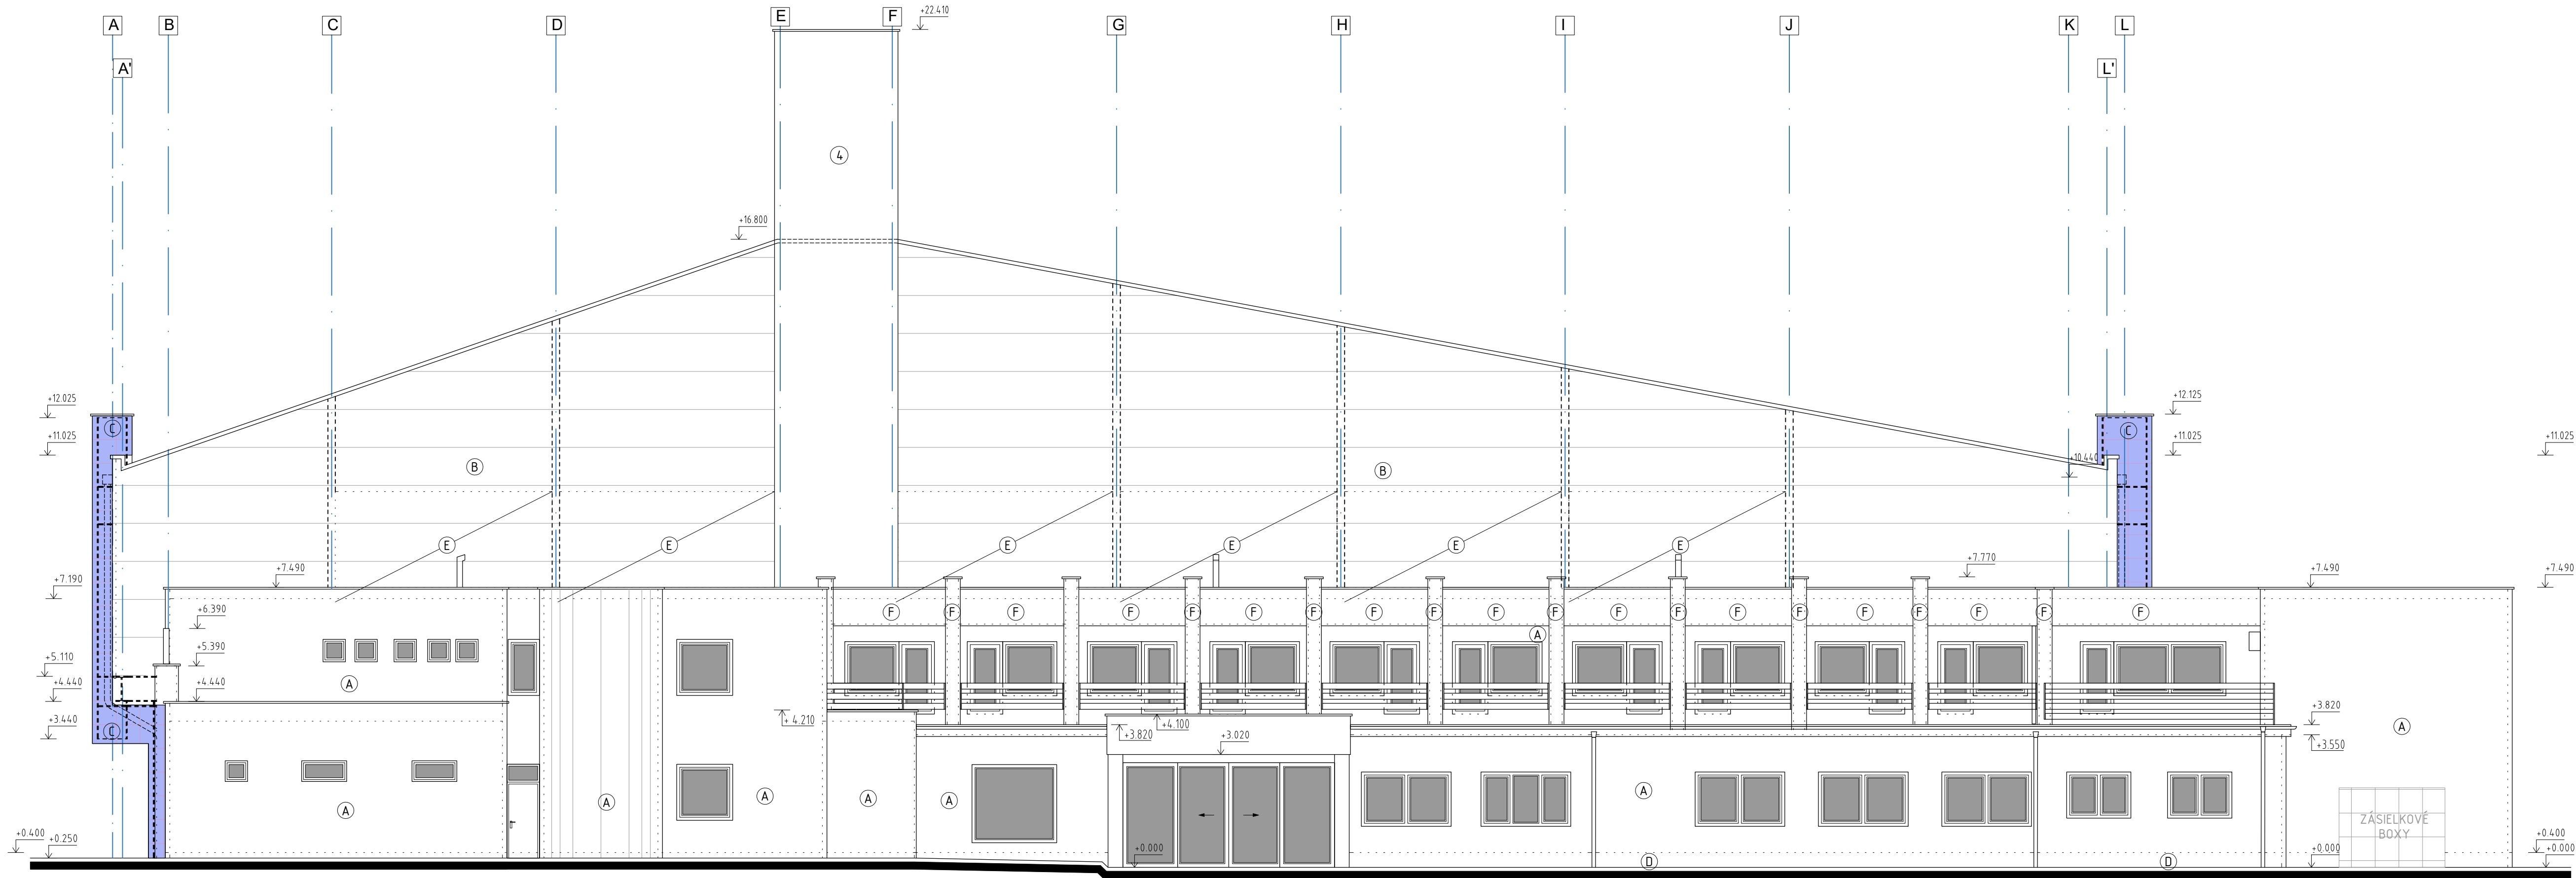 A B C D E F G H I J K L
+22.410
A' L'
4
+16.800
+12.025 +12.125
C C
+11.025 +11.025 +11.025
+10.440
B B
E E E E E E
+7.490 +7.770 +7.490 +7.490
+7.190
F F F F F F F F F F F F F F F F F F F
+6.390
A
+5.390
+5.110
A
+4.440 +4.440
+3.820
+ 4.210 +4.100
A
C
+3.440
+3.820 +3.020 +3.550
A
A A A A
A
ZÁSIELKOVÉ
BOXY
+0.400 +0.250 +0.000 +0.000 +0.400
+0.000
D D